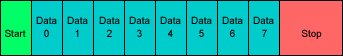 Start
Data 0
Data 1
Data 2
Data 3
Data 4
Data 5
Data 6
Data 7
Stop